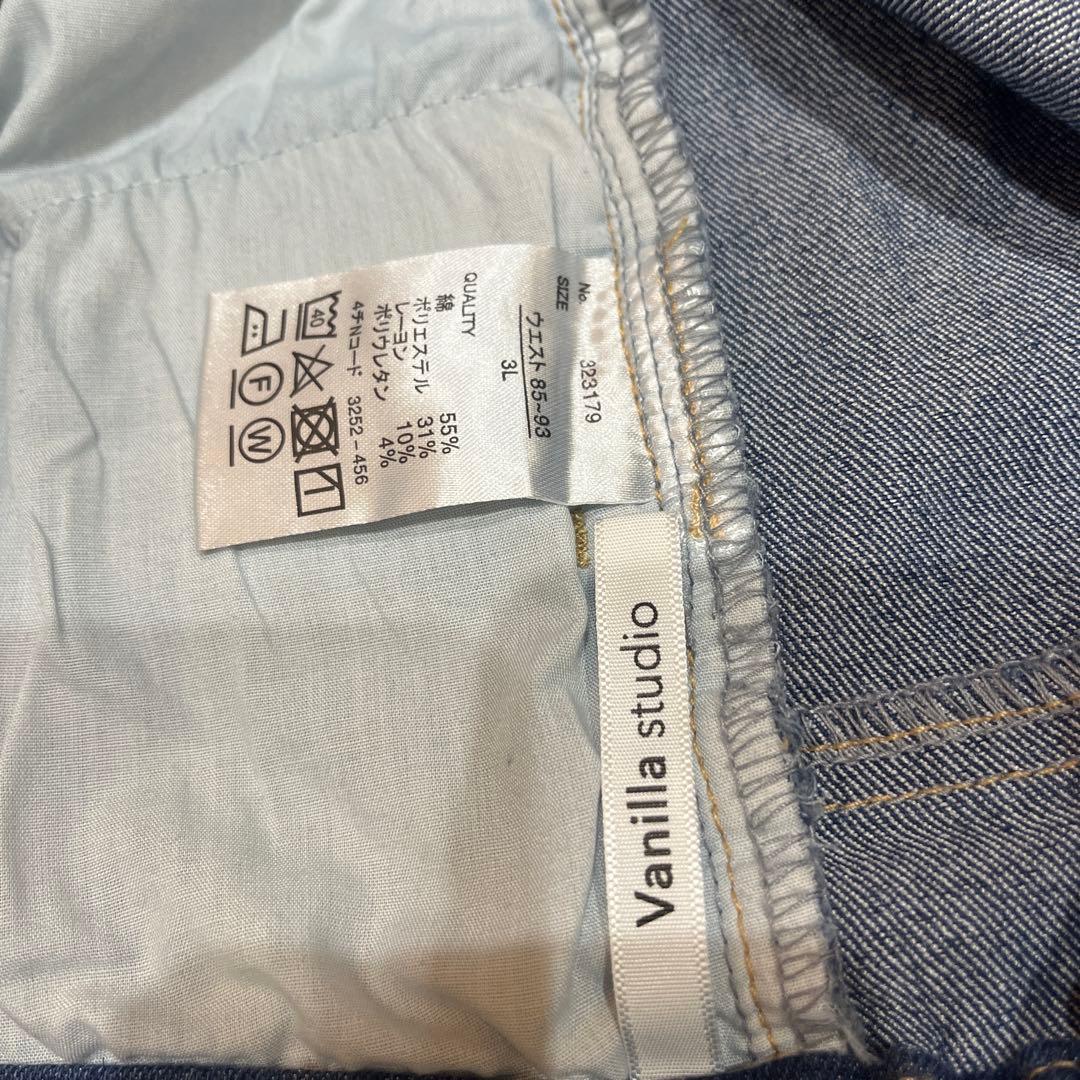 No 323179
SIZE
ウエスト 85~93
3L
QUALITY
綿 55%
ポリエステル 31%
レーヨン 10%
ポリウレタン 4%
4チNコード 3252-456
40
F
W
Vanilla studio